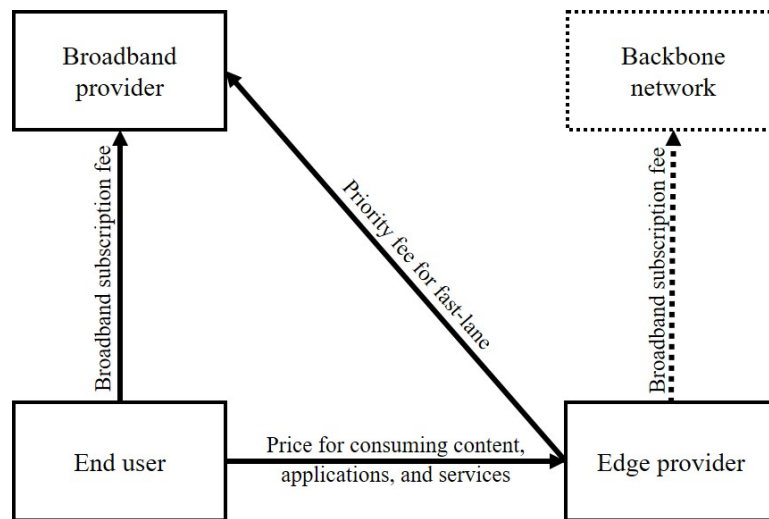 Broadband
provider
Backbone
network
Broadband subscription fee
Priority fee for fast-lane
Broadband subscription fee
End user
Price for consuming content,
applications, and services
Edge provider